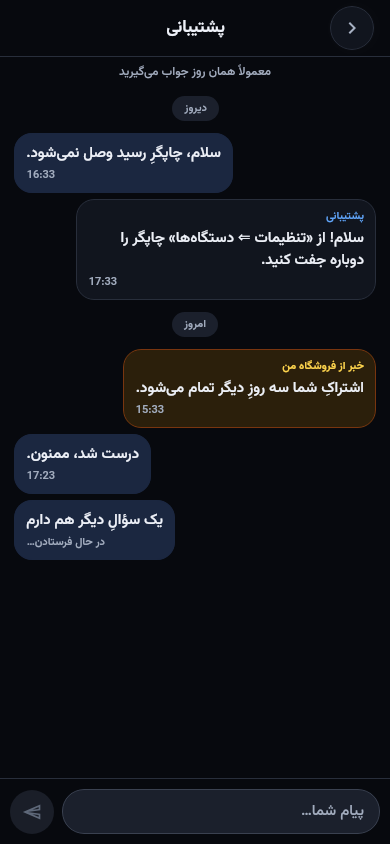 پشتیبانی
معمولاً همان روز جواب می‌گیرید
دیروز
سلام، چاپگرِ رسید وصل نمی‌شود.
16:33
پشتیبانی
سلام! از «تنظیمات ⇐ دستگاه‌ها» چاپگر را
دوباره جفت کنید.
17:33
امروز
خبر از فروشگاه من
اشتراکِ شما سه روزِ دیگر تمام می‌شود.
15:33
درست شد، ممنون.
17:23
یک سؤالِ دیگر هم دارم
در حال فرستادن…
پیام شما…